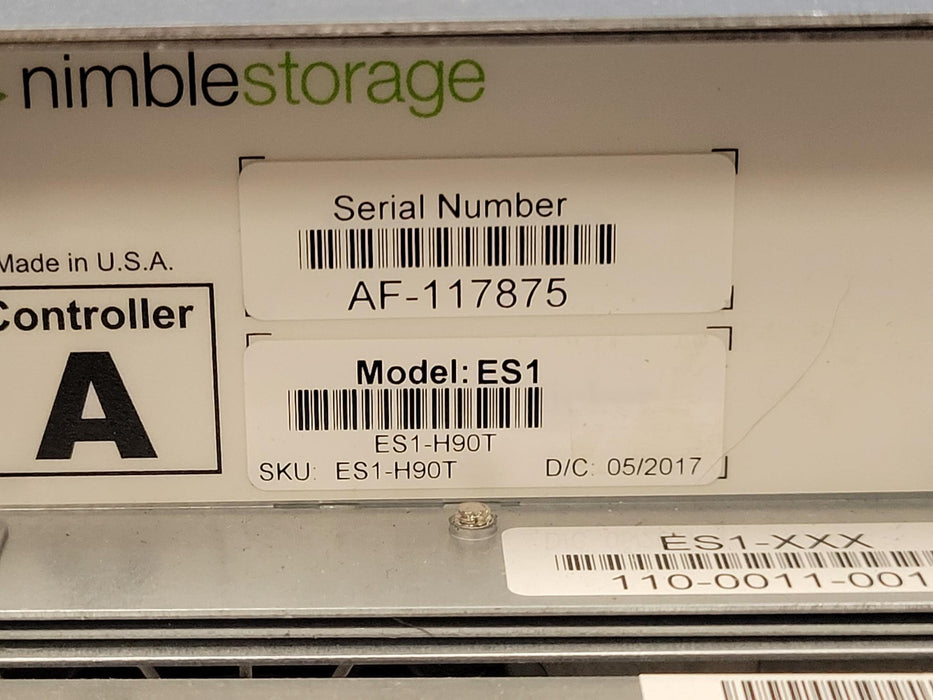 nimblestorage
Serial Number
AF-117875
Made in U.S.A.
Controller
A
Model: ES1
ES1-H90T
SKU: ES1-H90T D/C: 05/2017
ES1-XXX
110-0011-001